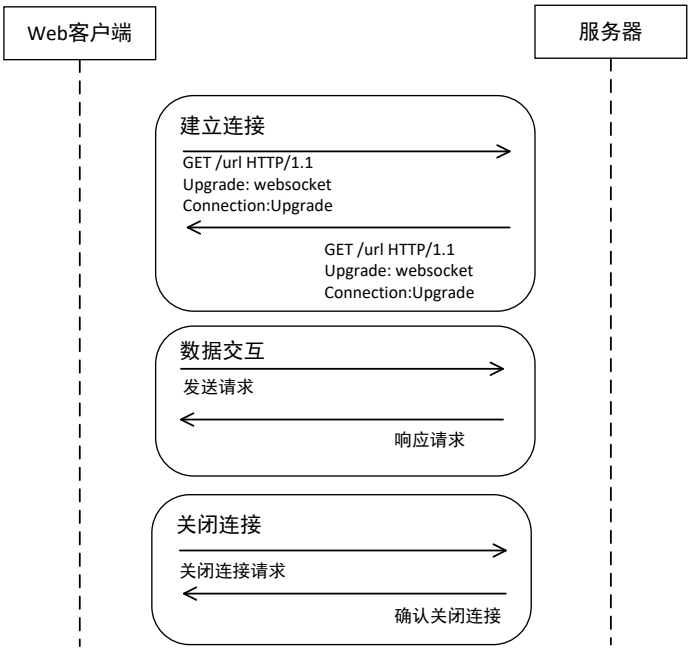 Web客户端
服务器
建立连接
GET /url HTTP/1.1
Upgrade: websocket
Connection:Upgrade
GET /url HTTP/1.1
Upgrade: websocket
Connection:Upgrade
数据交互
发送请求
响应请求
关闭连接
关闭连接请求
确认关闭连接